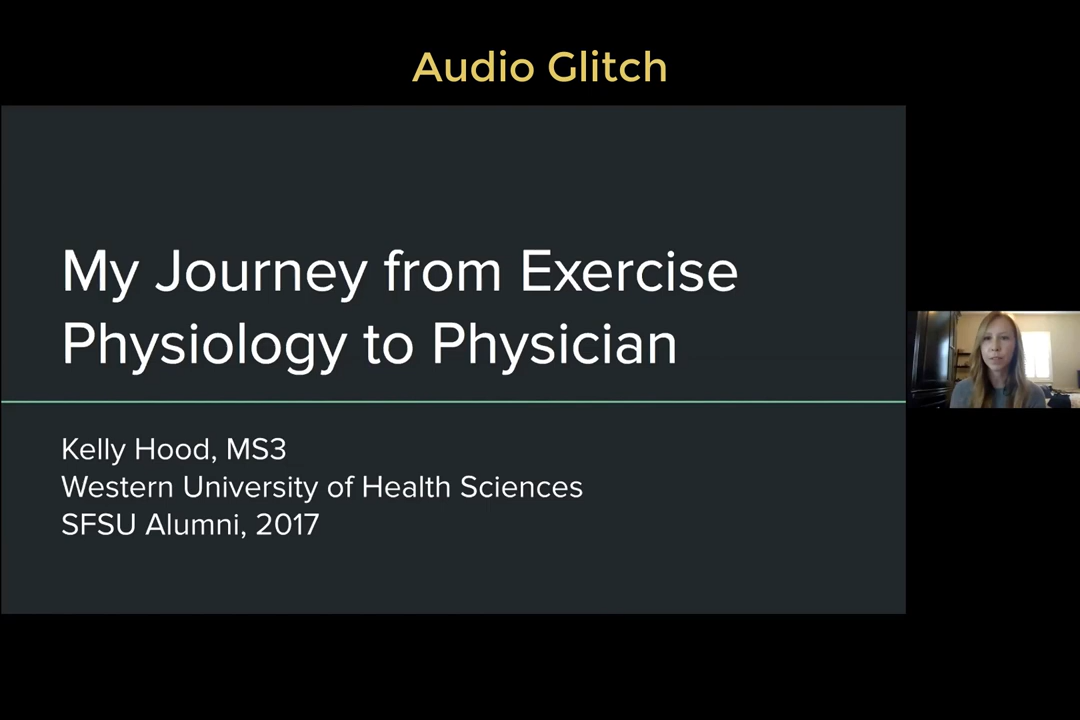 Audio Glitch
My Journey from Exercise
Physiology to Physician
Kelly Hood, MS3
Western University of Health Sciences
SFSU Alumni, 2017